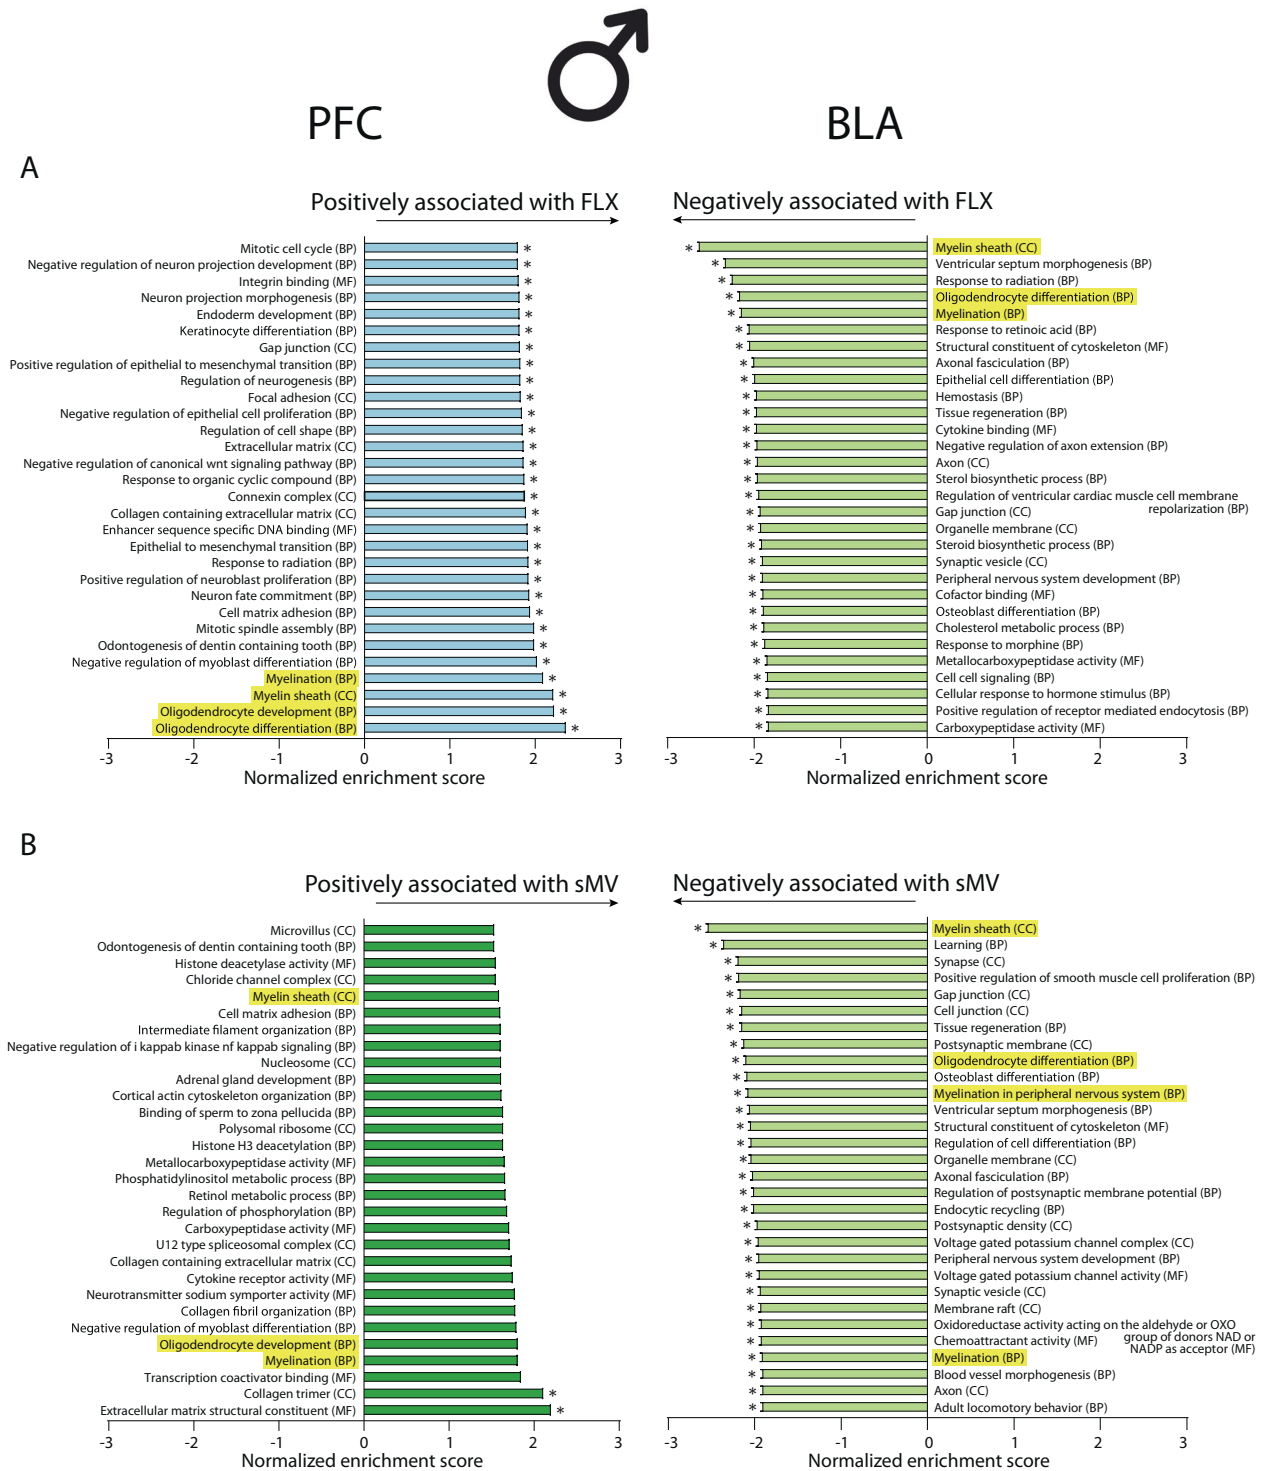 PFC
BLA
A
Positively associated with FLX
Mitotic cell cycle (BP) *
Negative regulation of neuron projection development (BP) *
Integrin binding (MF) *
Neuron projection morphogenesis (BP) *
Endoderm development (BP) *
Keratinocyte differentiation (BP) *
Gap junction (CC) *
Positive regulation of epithelial to mesenchymal transition (BP) *
Regulation of neurogenesis (BP) *
Focal adhesion (CC) *
Negative regulation of epithelial cell proliferation (BP) *
Regulation of cell shape (BP) *
Extracellular matrix (CC) *
Negative regulation of canonical wnt signaling pathway (BP) *
Response to organic cyclic compound (BP) *
Connexin complex (CC) *
Collagen containing extracellular matrix (CC) *
Enhancer sequence specific DNA binding (MF) *
Epithelial to mesenchymal transition (BP) *
Response to radiation (BP) *
Positive regulation of neuroblast proliferation (BP) *
Neuron fate commitment (BP) *
Cell matrix adhesion (BP) *
Mitotic spindle assembly (BP) *
Odontogenesis of dentin containing tooth (BP) *
Negative regulation of myoblast differentiation (BP) *
Myelination (BP) *
Myelin sheath (CC) *
Oligodendrocyte development (BP) *
Oligodendrocyte differentiation (BP) *
-3 -2 -1 0 1 2 3
Normalized enrichment score
Negatively associated with FLX
* Myelin sheath (CC)
* Ventricular septum morphogenesis (BP)
* Response to radiation (BP)
* Oligodendrocyte differentiation (BP)
* Myelination (BP)
* Response to retinoic acid (BP)
* Structural constituent of cytoskeleton (MF)
* Axonal fasciculation (BP)
* Epithelial cell differentiation (BP)
* Hemostasis (BP)
* Tissue regeneration (BP)
* Cytokine binding (MF)
* Negative regulation of axon extension (BP)
* Axon (CC)
* Sterol biosynthetic process (BP)
* Regulation of ventricular cardiac muscle cell membrane
repolarization (BP)
* Gap junction (CC)
* Organelle membrane (CC)
* Steroid biosynthetic process (BP)
* Synaptic vesicle (CC)
* Peripheral nervous system development (BP)
* Cofactor binding (MF)
* Osteoblast differentiation (BP)
* Cholesterol metabolic process (BP)
* Response to morphine (BP)
* Metallocarboxypeptidase activity (MF)
* Cell cell signaling (BP)
* Cellular response to hormone stimulus (BP)
* Positive regulation of receptor mediated endocytosis (BP)
* Carboxypeptidase activity (MF)
-3 -2 -1 0 1 2 3
Normalized enrichment score
B
Positively associated with sMV
Microvillus (CC)
Odontogenesis of dentin containing tooth (BP)
Histone deacetylase activity (MF)
Chloride channel complex (CC)
Myelin sheath (CC)
Cell matrix adhesion (BP)
Intermediate filament organization (BP)
Negative regulation of i kappab kinase nf kappab signaling (BP)
Nucleosome (CC)
Adrenal gland development (BP)
Cortical actin cytoskeleton organization (BP)
Binding of sperm to zona pellucida (BP)
Polysomal ribosome (CC)
Histone H3 deacetylation (BP)
Metallocarboxypeptidase activity (MF)
Phosphatidylinositol metabolic process (BP)
Retinol metabolic process (BP)
Regulation of phosphorylation (BP)
Carboxypeptidase activity (MF)
U12 type spliceosomal complex (CC)
Collagen containing extracellular matrix (CC)
Cytokine receptor activity (MF)
Neurotransmitter sodium symporter activity (MF)
Collagen fibril organization (BP)
Negative regulation of myoblast differentiation (BP)
Oligodendrocyte development (BP)
Myelination (BP)
Transcription coactivator binding (MF)
Collagen trimer (CC) *
Extracellular matrix structural constituent (MF) *
-3 -2 -1 0 1 2 3
Normalized enrichment score
Negatively associated with sMV
* Myelin sheath (CC)
* Learning (BP)
* Synapse (CC)
* Positive regulation of smooth muscle cell proliferation (BP)
* Gap junction (CC)
* Cell junction (CC)
* Tissue regeneration (BP)
* Postsynaptic membrane (CC)
* Oligodendrocyte differentiation (BP)
* Osteoblast differentiation (BP)
* Myelination in peripheral nervous system (BP)
* Ventricular septum morphogenesis (BP)
* Structural constituent of cytoskeleton (MF)
* Regulation of cell differentiation (BP)
* Organelle membrane (CC)
* Axonal fasciculation (BP)
* Regulation of postsynaptic membrane potential (BP)
* Endocytic recycling (BP)
* Postsynaptic density (CC)
* Voltage gated potassium channel complex (CC)
* Peripheral nervous system development (BP)
* Voltage gated potassium channel activity (MF)
* Synaptic vesicle (CC)
* Membrane raft (CC)
* Oxidoreductase activity acting on the aldehyde or OXO
group of donors NAD or
NADP as acceptor (MF)
* Chemoattractant activity (MF)
* Myelination (BP)
* Blood vessel morphogenesis (BP)
* Axon (CC)
* Adult locomotory behavior (BP)
-3 -2 -1 0 1 2 3
Normalized enrichment score